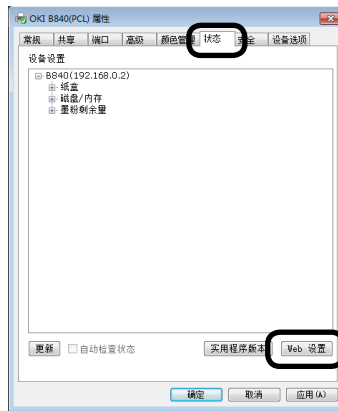 OKI B840(PCL) 属性
常规 共享 端口 高级 颜色管理 状态 安全 设备选项
设备设置
B840(192.168.0.2)
纸盒
磁盘/内存
墨粉剩余量
更新 自动检查状态 实用程序版本 Web 设置
确定 取消 应用(A)